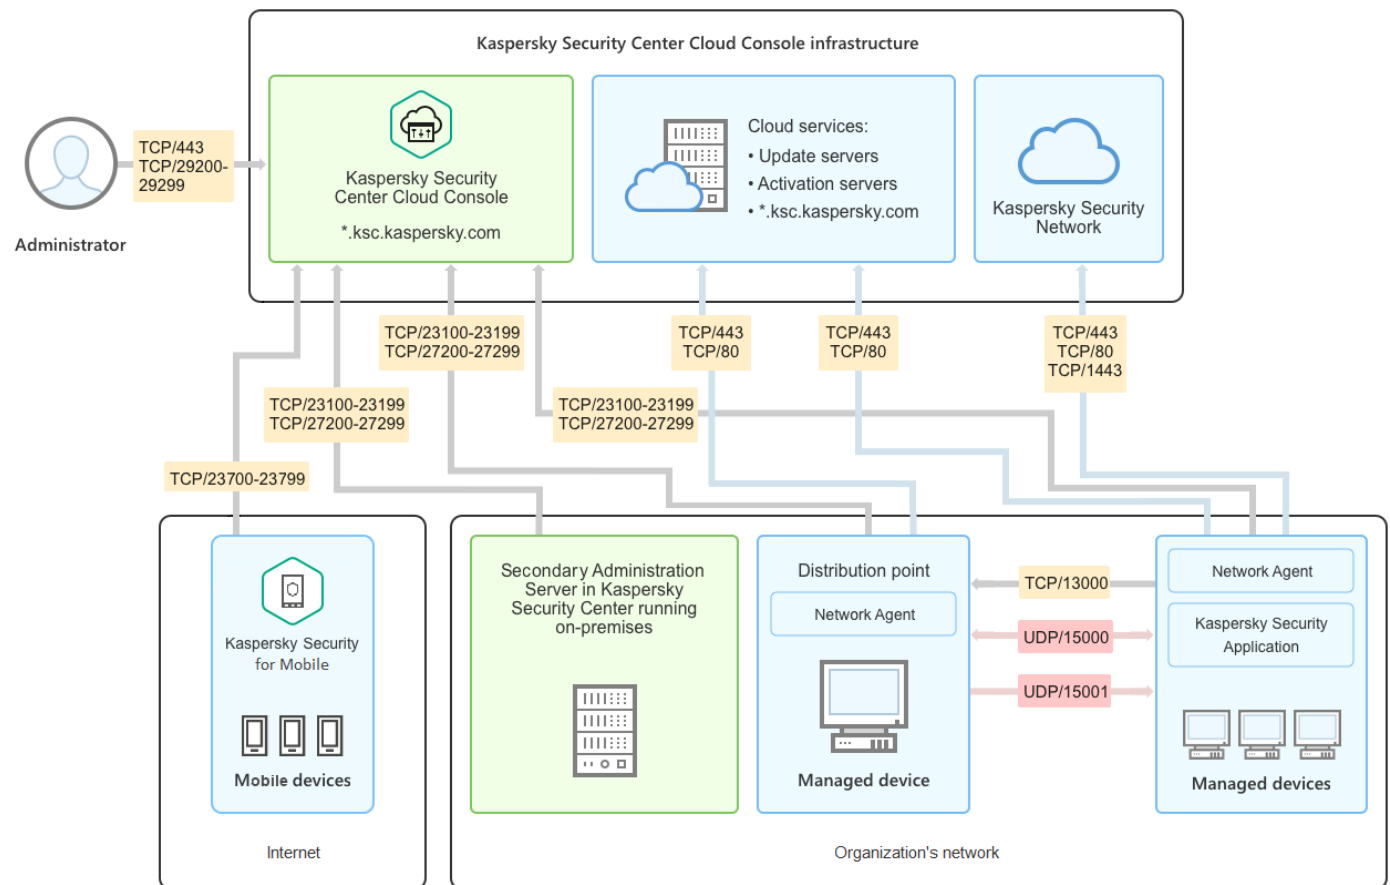 Kaspersky Security Center Cloud Console infrastructure
TCP/443
TCP/29200-
29299
Administrator
Kaspersky Security
Center Cloud Console
*.ksc.kaspersky.com
Cloud services:
• Update servers
• Activation servers
• *.ksc.kaspersky.com
Kaspersky Security
Network
TCP/23100-23199
TCP/27200-27299
TCP/443
TCP/80
TCP/443
TCP/80
TCP/443
TCP/80
TCP/1443
TCP/23100-23199
TCP/27200-27299
TCP/23100-23199
TCP/27200-27299
TCP/23700-23799
Kaspersky Security
for Mobile
Mobile devices
Internet
Secondary Administration
Server in Kaspersky
Security Center running
on-premises
Distribution point
Network Agent
Managed device
TCP/13000
UDP/15000
UDP/15001
Network Agent
Kaspersky Security
Application
Managed devices
Organization's network